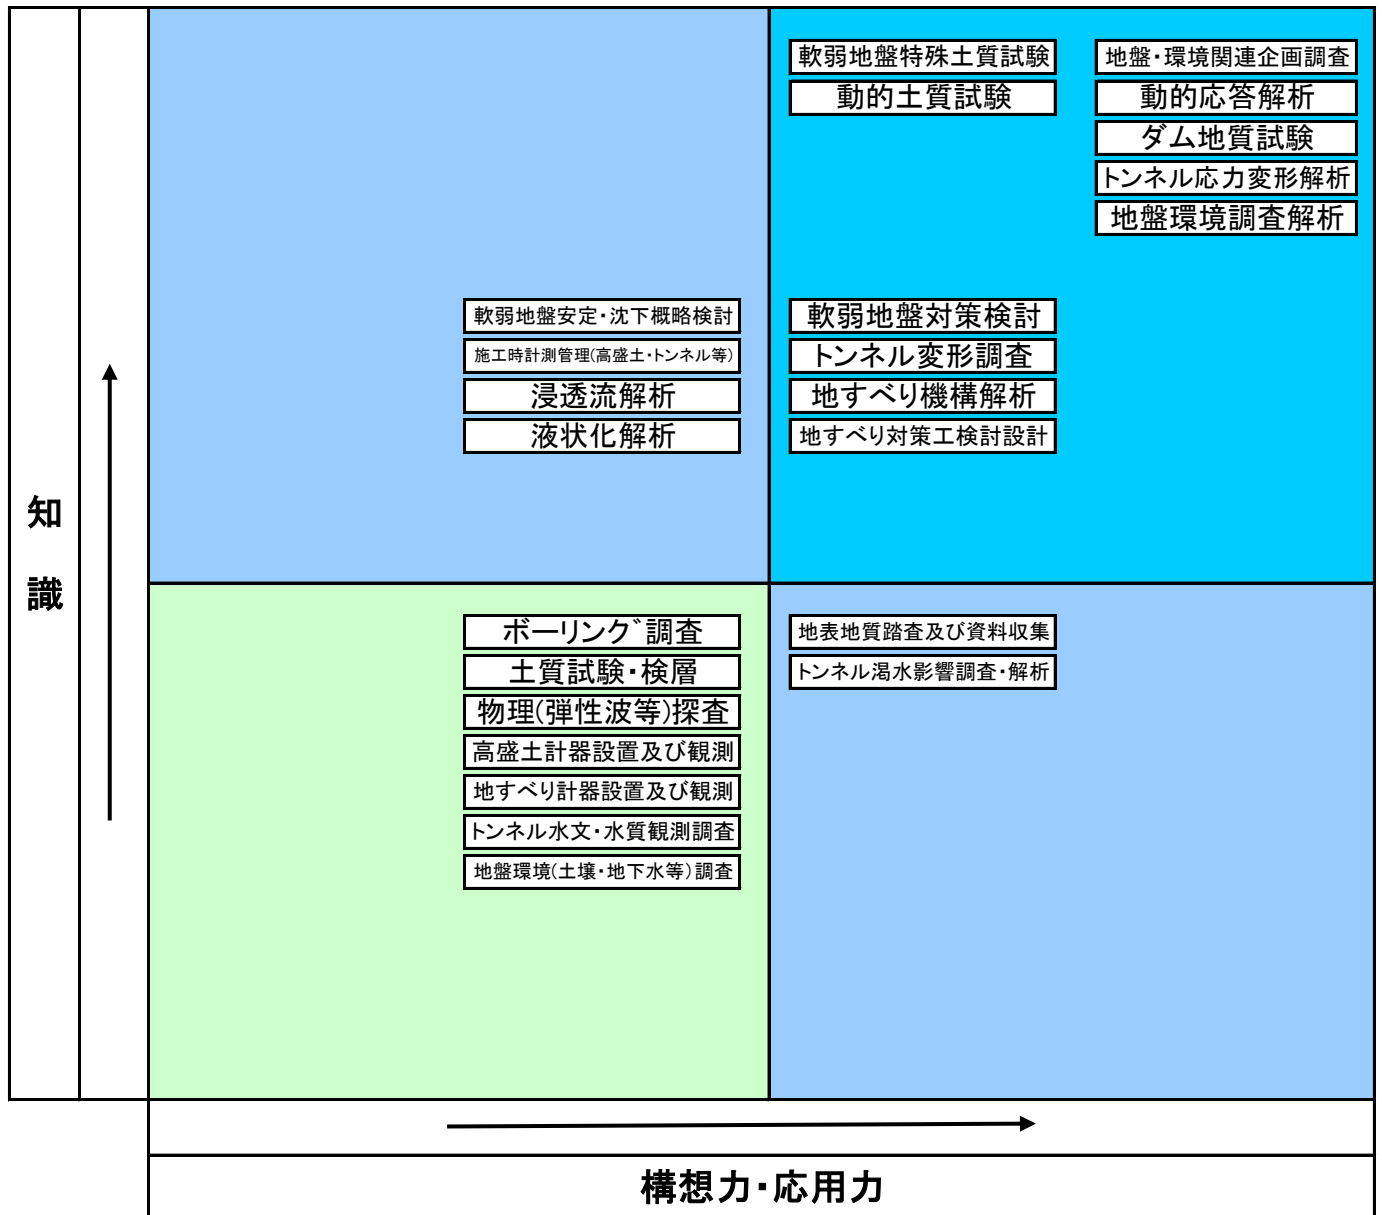 軟弱地盤特殊土質試験
動的土質試験
地盤・環境関連企画調査
動的応答解析
ダム地質試験
トンネル応力変形解析
地盤環境調査解析
軟弱地盤安定・沈下概略検討
施工時計測管理(高盛土・トンネル等)
浸透流解析
液状化解析
軟弱地盤対策検討
トンネル変形調査
地すべり機構解析
地すべり対策工検討設計
知
識
ボーリング゛調査
土質試験・検層
物理(弾性波等)探査
高盛土計器設置及び観測
地すべり計器設置及び観測
トンネル水文・水質観測調査
地盤環境(土壌・地下水等)調査
地表地質踏査及び資料収集
トンネル渇水影響調査・解析
構想力・応用力